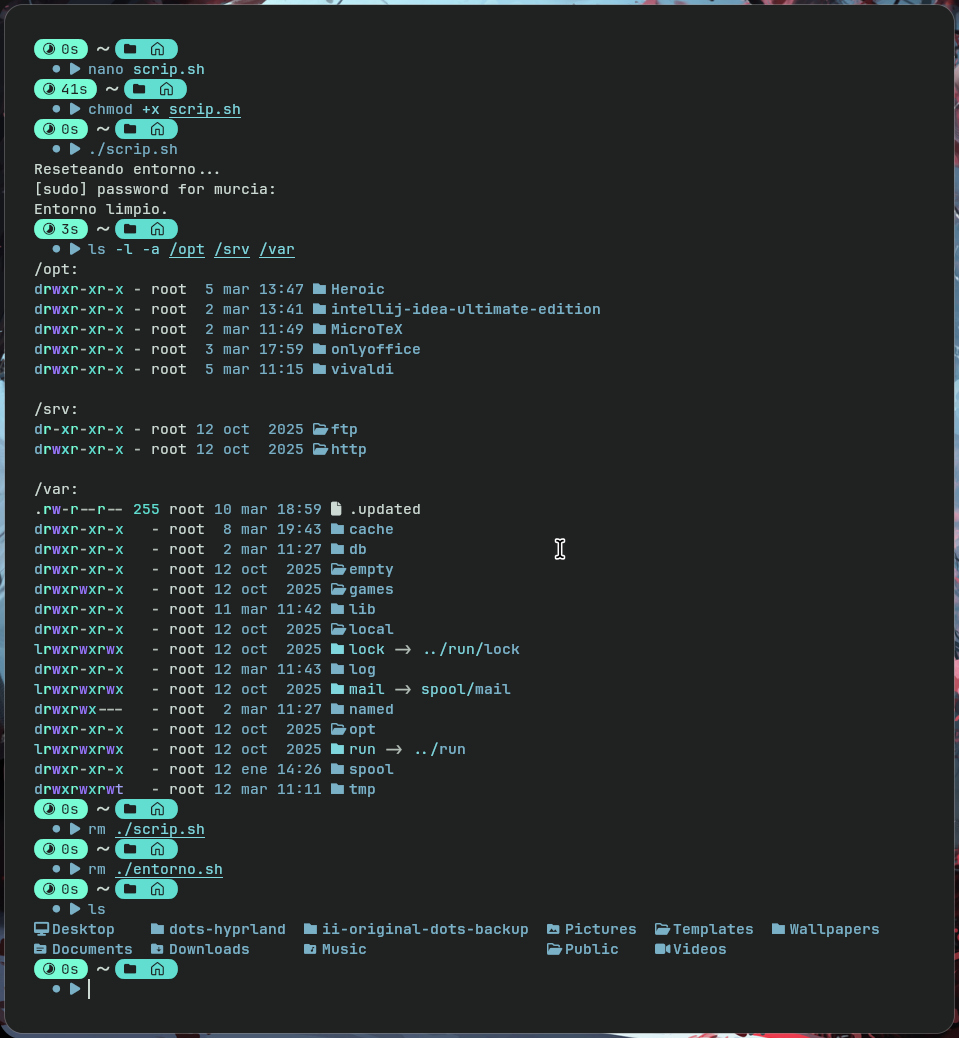 0s ~
nano scrip.sh
41s ~
chmod +x scrip.sh
0s ~
./scrip.sh
Reseteando entorno...
[sudo] password for murcia:
Entorno limpio.
3s ~
ls -l -a /opt /srv /var
/opt:
drwxr-xr-x - root  5 mar 13:47 Heroic
drwxr-xr-x - root  2 mar 13:41 intellij-idea-ultimate-edition
drwxr-xr-x - root  2 mar 11:49 MicroTeX
drwxr-xr-x - root  3 mar 17:59 onlyoffice
drwxr-xr-x - root  5 mar 11:15 vivaldi
/srv:
dr-xr-xr-x - root 12 oct  2025 ftp
drwxr-xr-x - root 12 oct  2025 http
/var:
.rw-r--r-- 255 root 10 mar 18:59 .updated
drwxr-xr-x   - root  8 mar 19:43 cache
drwxr-xr-x   - root  2 mar 11:27 db
drwxr-xr-x   - root 12 oct  2025 empty
drwxrwxr-x   - root 12 oct  2025 games
drwxr-xr-x   - root 11 mar 11:42 lib
drwxr-xr-x   - root 12 oct  2025 local
lrwxrwxrwx   - root 12 oct  2025 lock -> ../run/lock
drwxr-xr-x   - root 12 mar 11:43 log
lrwxrwxrwx   - root 12 oct  2025 mail -> spool/mail
drwxrwx---   - root  2 mar 11:27 named
drwxr-xr-x   - root 12 oct  2025 opt
lrwxrwxrwx   - root 12 oct  2025 run -> ../run
drwxr-xr-x   - root 12 ene 14:26 spool
drwxrwxrwt   - root 12 mar 11:11 tmp
0s ~
rm ./scrip.sh
0s ~
rm ./entorno.sh
0s ~
ls
Desktop dots-hyprland ii-original-dots-backup Pictures Templates Wallpapers
Documents Downloads Music Public Videos
0s ~